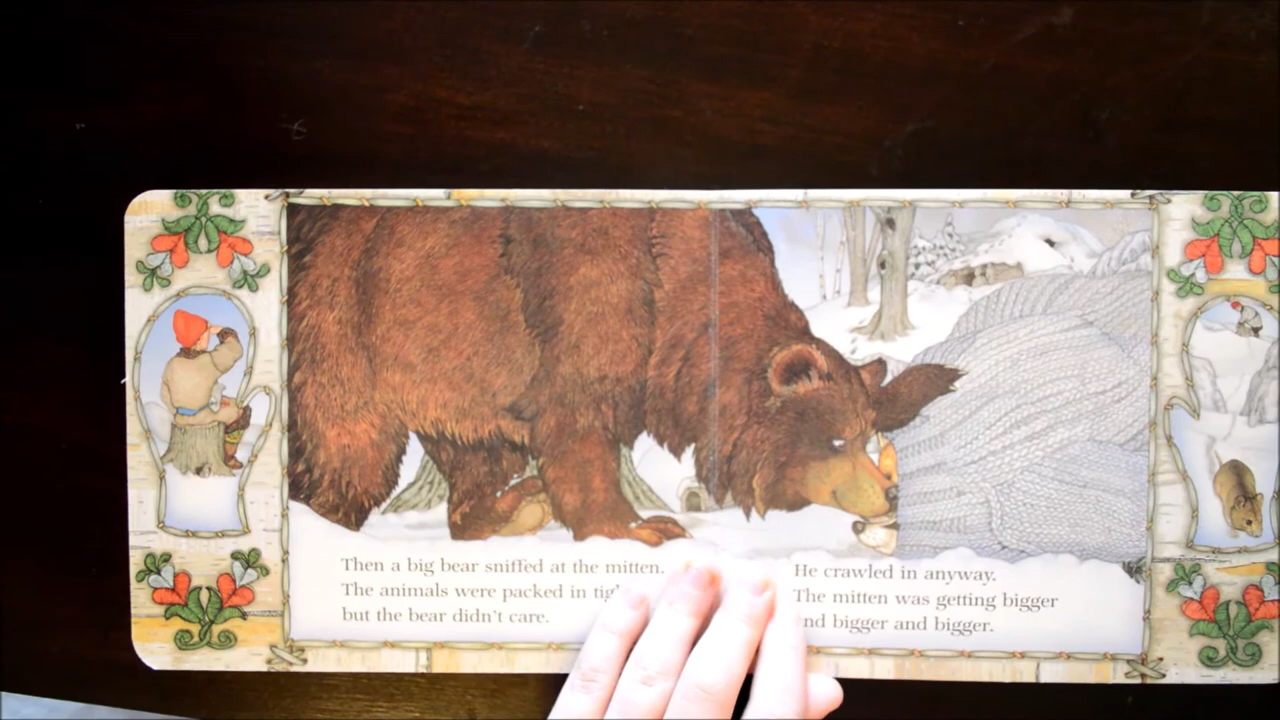 Then a big bear sniffed at the mitten.
The animals were packed in
but the bear didn't care.
He crawled in anyway.
The mitten was getting bigger
and bigger and bigger.